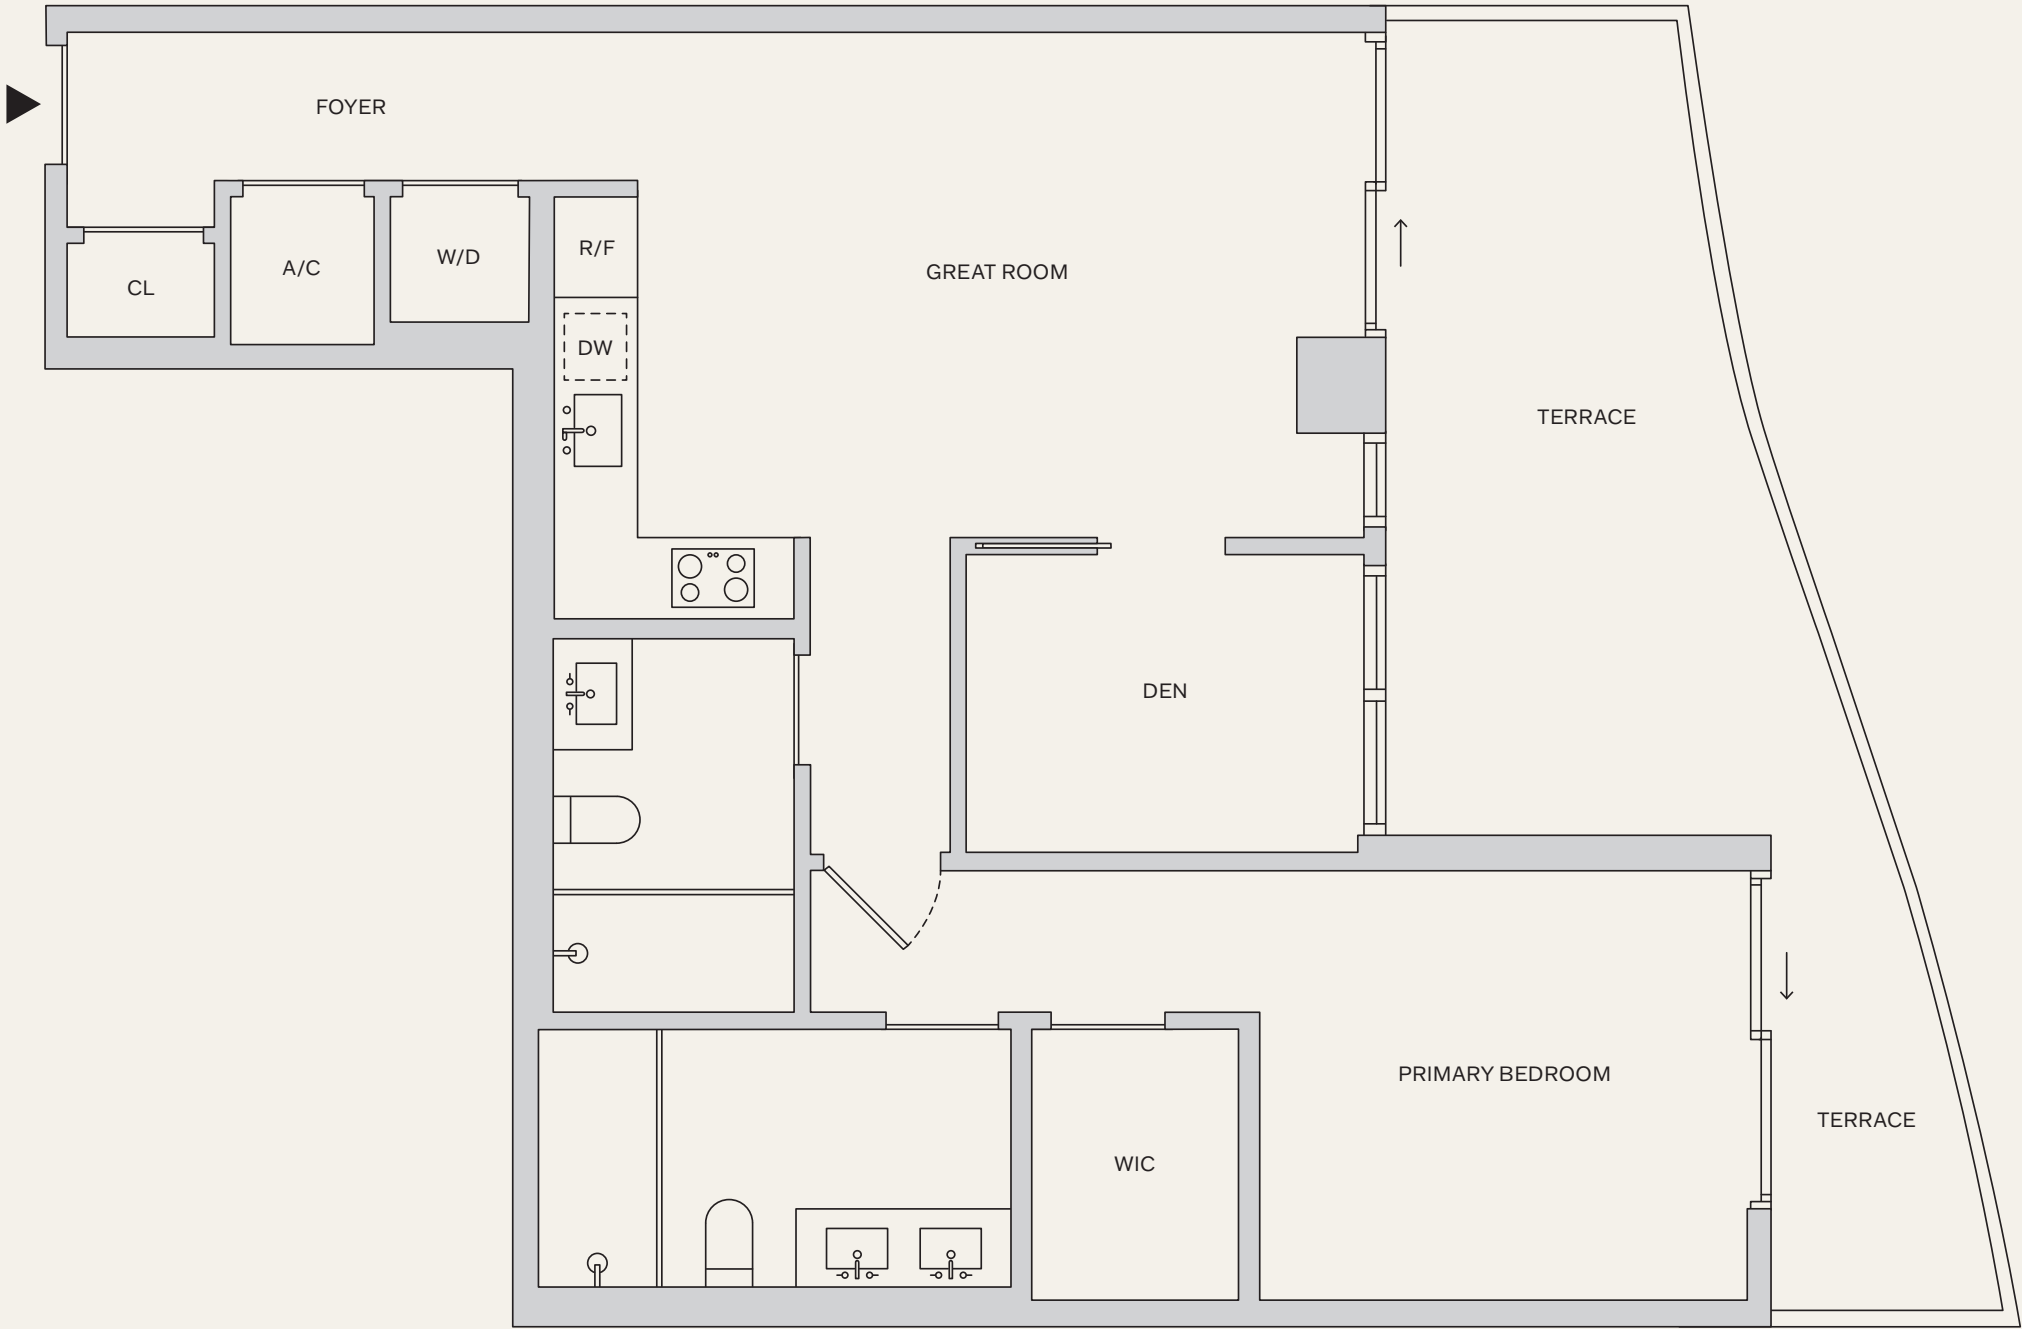 FOYER
R/F
W/D
A/C
GREAT ROOM
CL
DW
TERRACE
DEN
PRIMARY BEDROOM
TERRACE
WIC